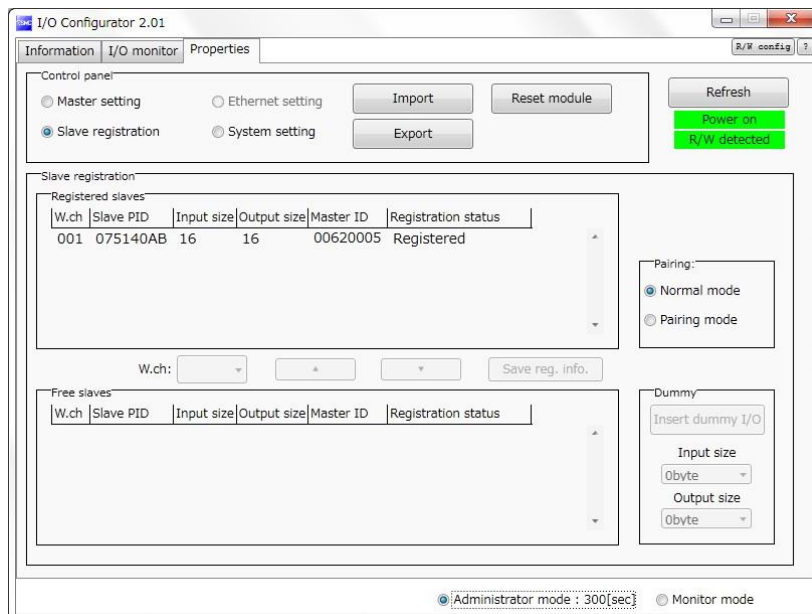 SMC I/O Configurator 2.01
Information I/O monitor Properties R/W config ?
Control panel
Master setting Ethernet setting Import Reset module Refresh
Slave registration System setting Export Power on
R/W detected
Slave registration
Registered slaves
W.ch Slave PID Input size Output size Master ID Registration status
001 075140AB 16 16 00620005 Registered
Pairing:
Normal mode
Pairing mode
W.ch: Save reg. info.
Free slaves Dummy
W.ch Slave PID Input size Output size Master ID Registration status
Insert dummy I/O
Input size
0byte
Output size
0byte
Administrator mode : 300[sec] Monitor mode